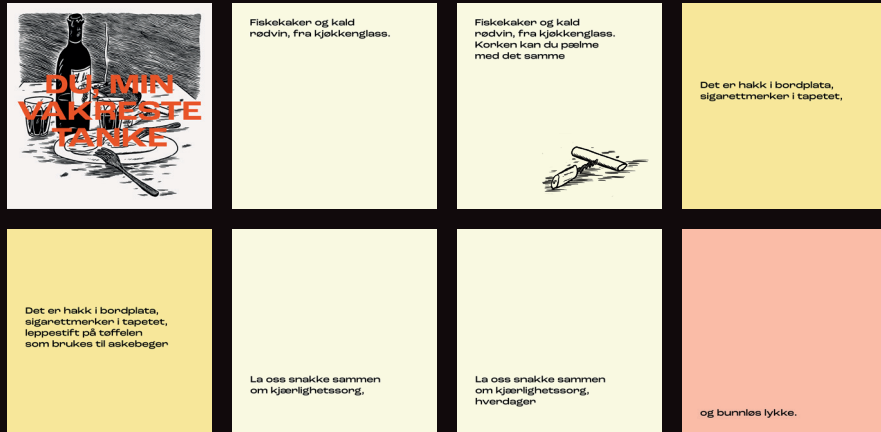 DU, MIN
VAKRESTE
TANKE
Fiskekaker og kald
rødvin, fra kjøkkenglass.
Fiskekaker og kald
rødvin, fra kjøkkenglass.
Korken kan du pælme
med det samme
Det er hakk i bordplata,
sigarettmerker i tapetet,
Det er hakk i bordplata,
sigarettmerker i tapetet,
leppestift på tøffelen
som brukes til askebeger
La oss snakke sammen
om kjærlighetssorg,
La oss snakke sammen
om kjærlighetssorg,
hverdager
og bunnløs lykke.